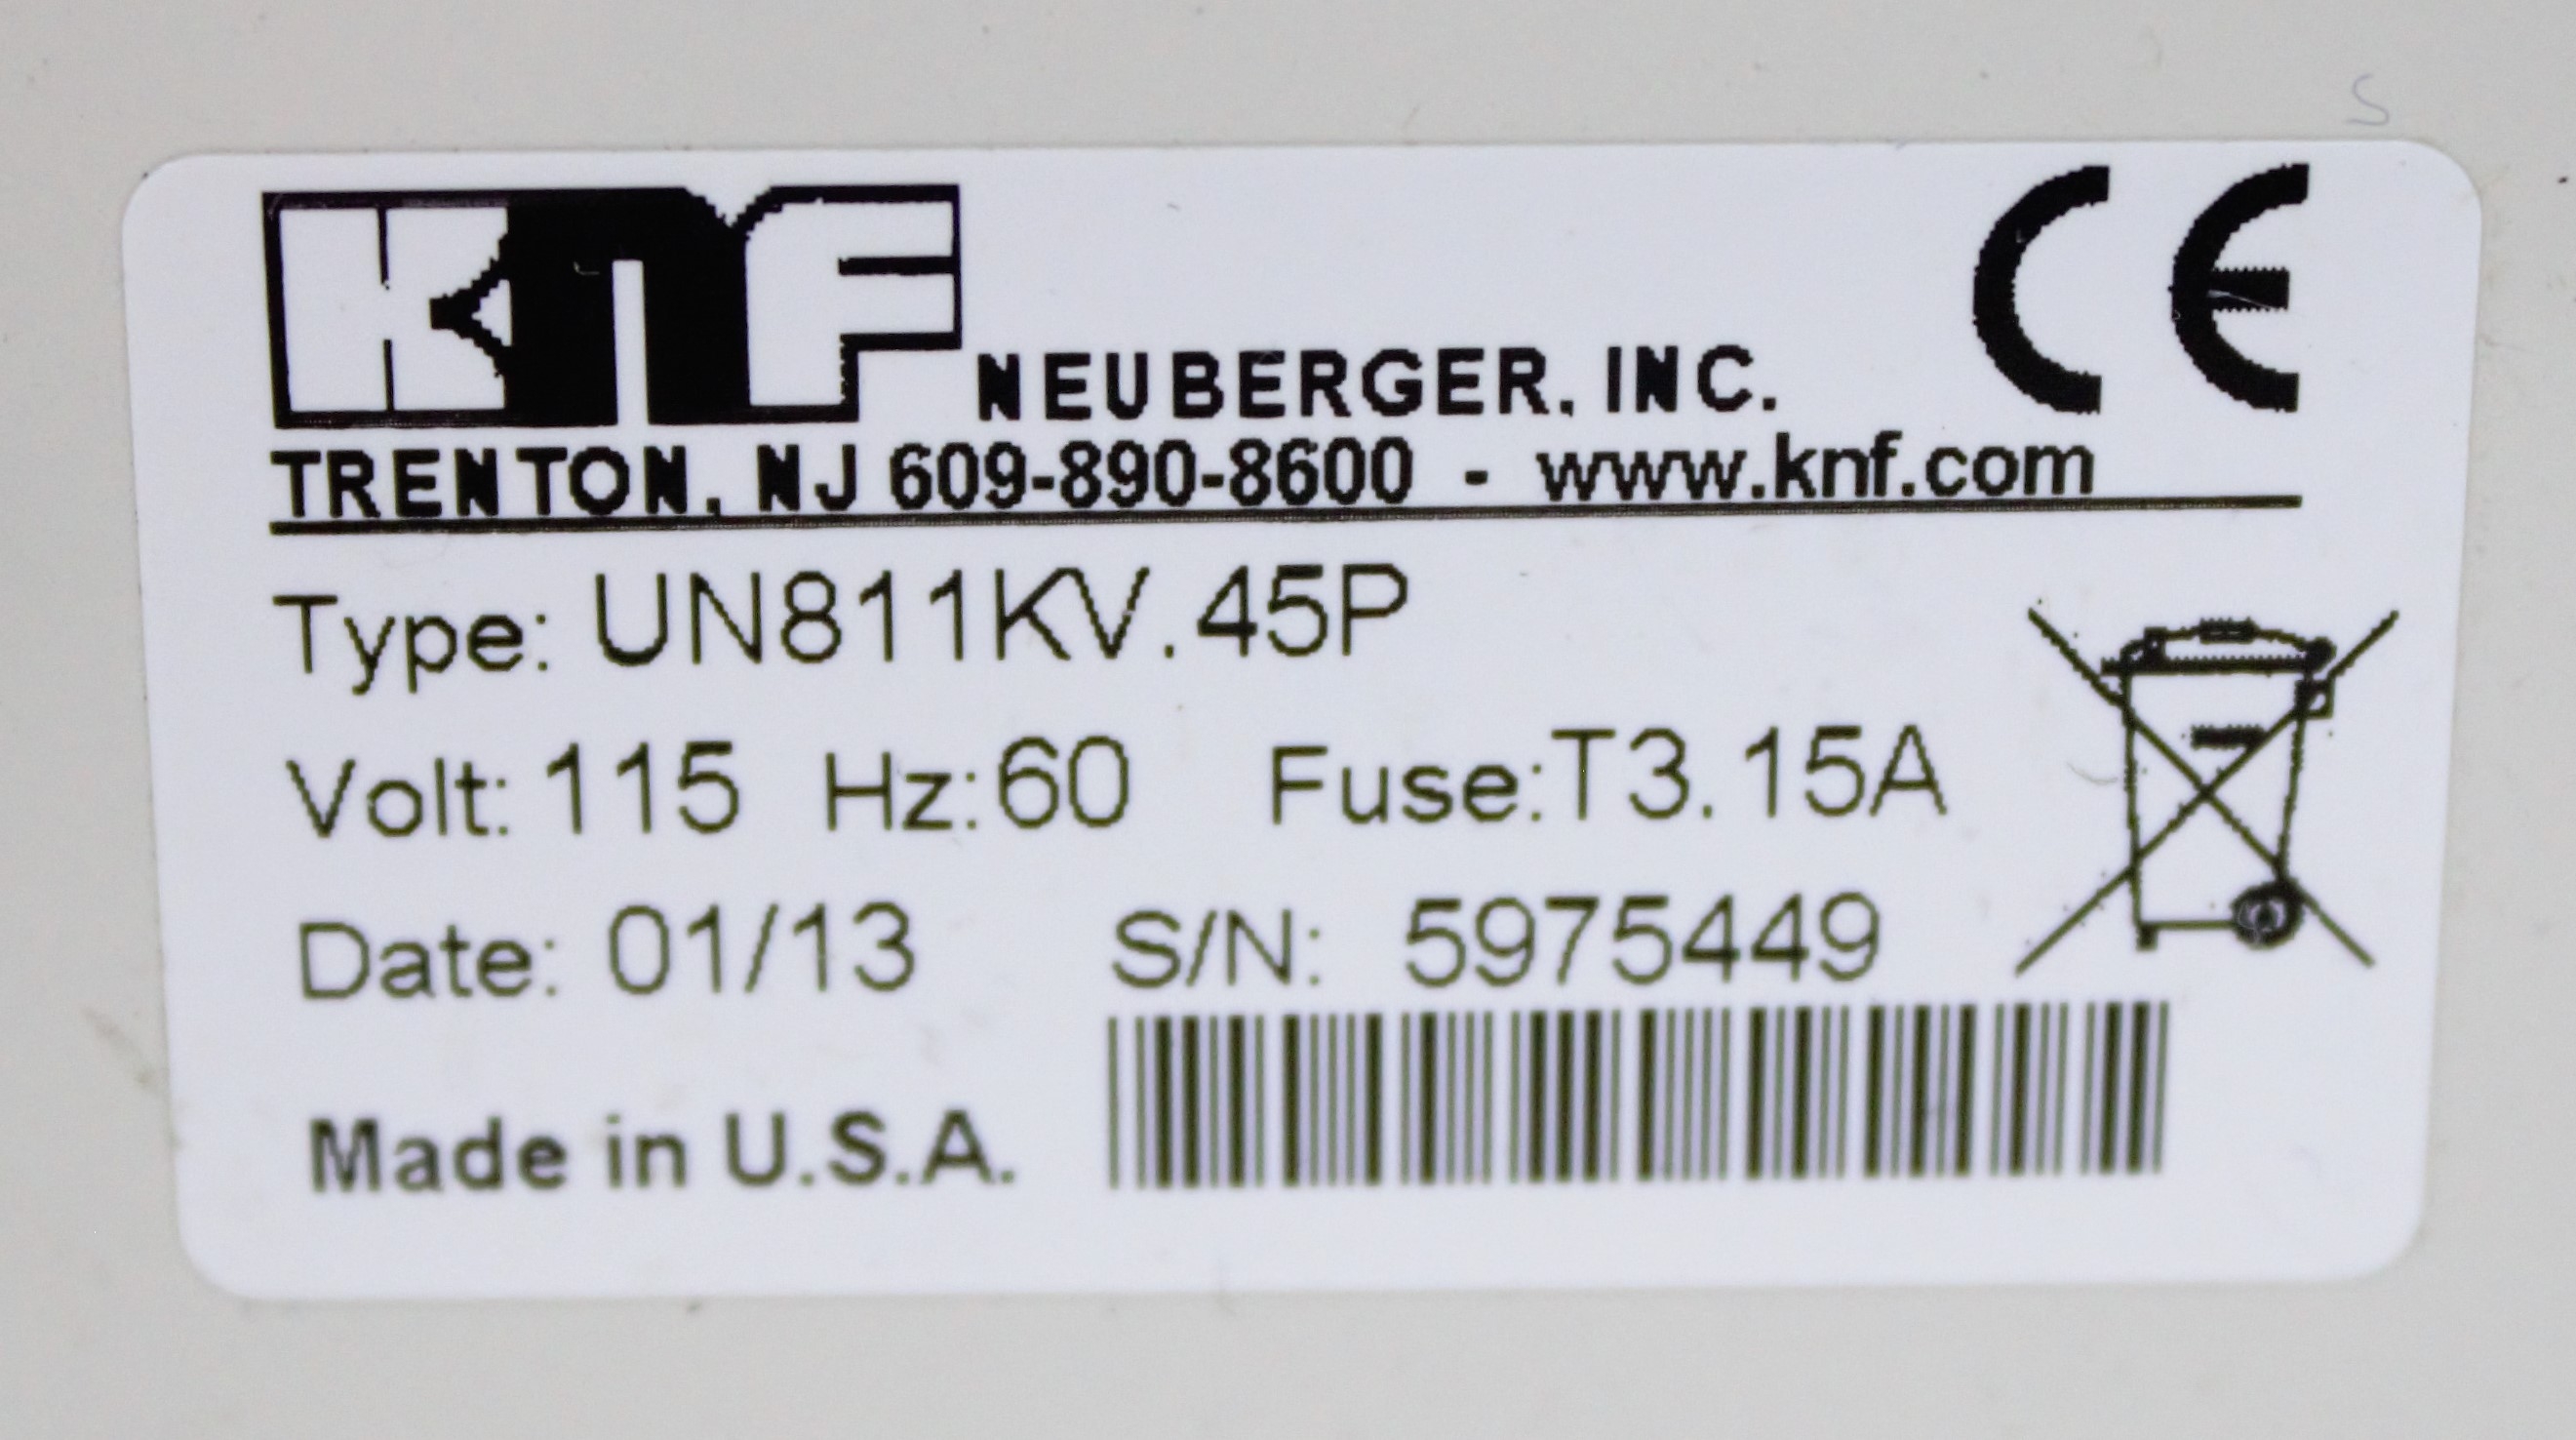 KNF NEUBERGER, INC. CE
TRENTON, NJ 609-890-8600 - www.knf.com
Type: UN811KV.45P
Volt: 115 Hz: 60 Fuse: T3.15A
Date: 01/13 S/N: 5975449
Made in U.S.A.